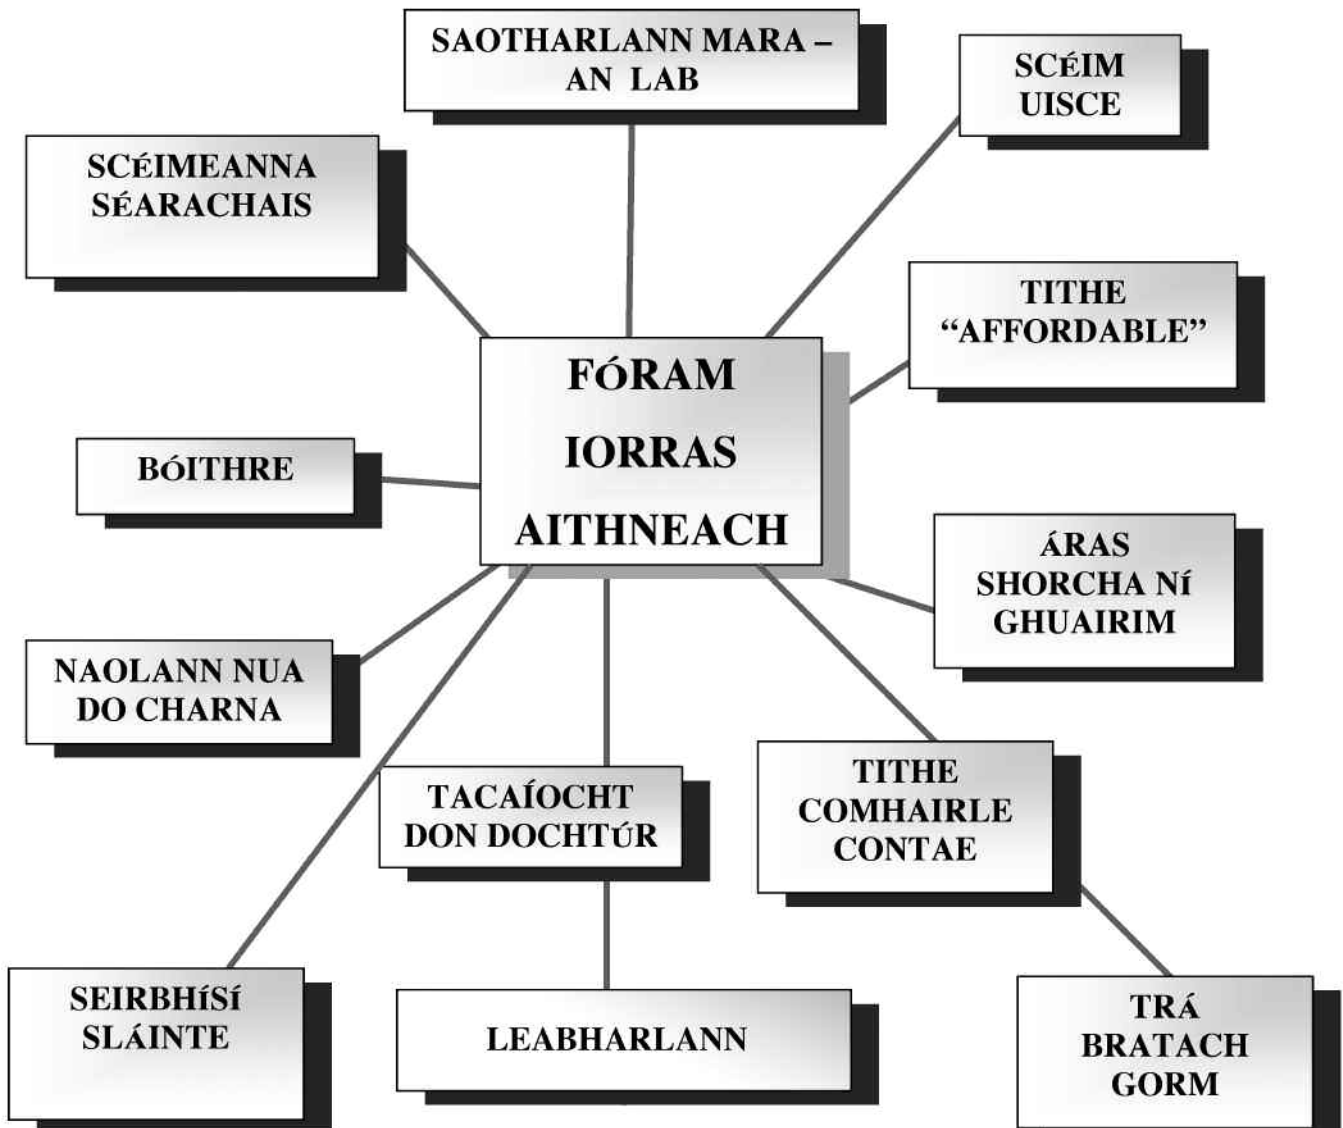 SAOTHARLANN MARA –
AN LAB
SCÉIM
UISCE
SCÉIMEANNA
SÉARACHAIS
TITHE
“AFFORDABLE”
FÓRAM
IORRAS
AITHNEACH
BÓITHRE
ÁRAS
SHORCHA NÍ
GHUAIRIM
NAOLANN NUA
DO CHARNA
TACAÍOCHT
DON DOCHTÚR
TITHE
COMHAIRLE
CONTAE
SEIRBHÍSÍ
SLÁINTE
LEABHARLANN
TRÁ
BRATACH
GORM